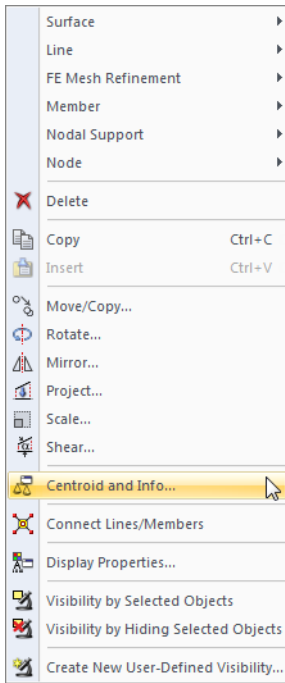 Surface
Line
FE Mesh Refinement
Member
Nodal Support
Node
Delete
Copy Ctrl+C
Insert Ctrl+V
Move/Copy...
Rotate...
Mirror...
Project...
Scale...
Shear...
Centroid and Info...
Connect Lines/Members
Display Properties...
Visibility by Selected Objects
Visibility by Hiding Selected Objects
Create New User-Defined Visibility...